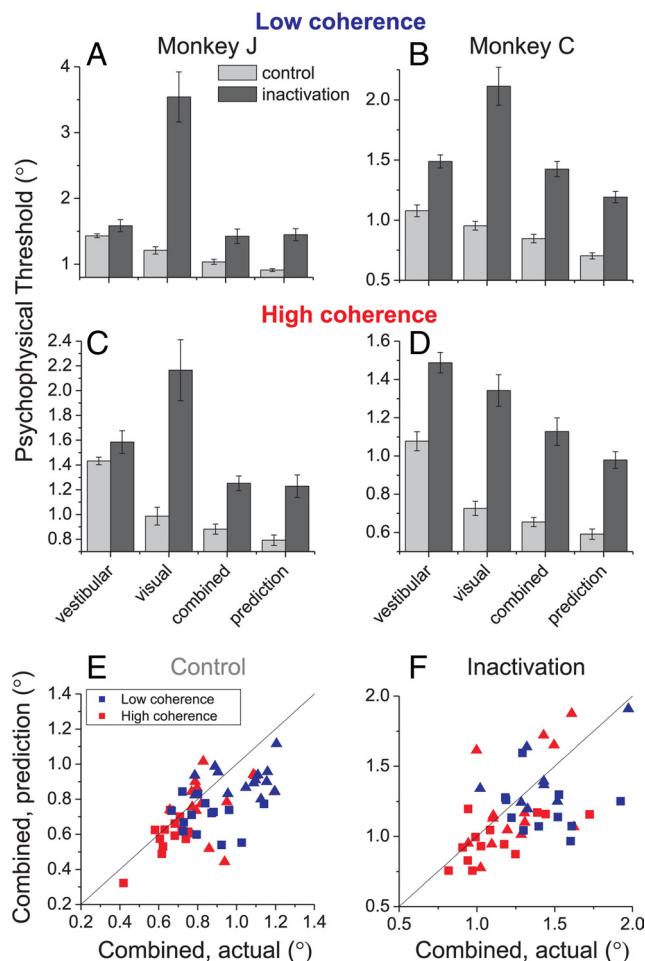 Low coherence
A Monkey J
B Monkey C
control
inactivation
Psychophysical Threshold (°)
4
3
2
1
2.0
1.5
1.0
0.5
High coherence
C
D
2.4
2.2
2.0
1.8
1.6
1.4
1.2
1.0
0.8
1.6
1.4
1.2
1.0
0.8
0.6
vestibular
visual
combined
prediction
vestibular
visual
combined
prediction
E Control
F Inactivation
Low coherence
High coherence
Combined, prediction (°)
1.4
1.2
1.0
0.8
0.6
0.4
0.2
0.2 0.4 0.6 0.8 1.0 1.2 1.4
Combined, actual (°)
2.0
1.5
1.0
0.5
0.5 1.0 1.5 2.0
Combined, actual (°)